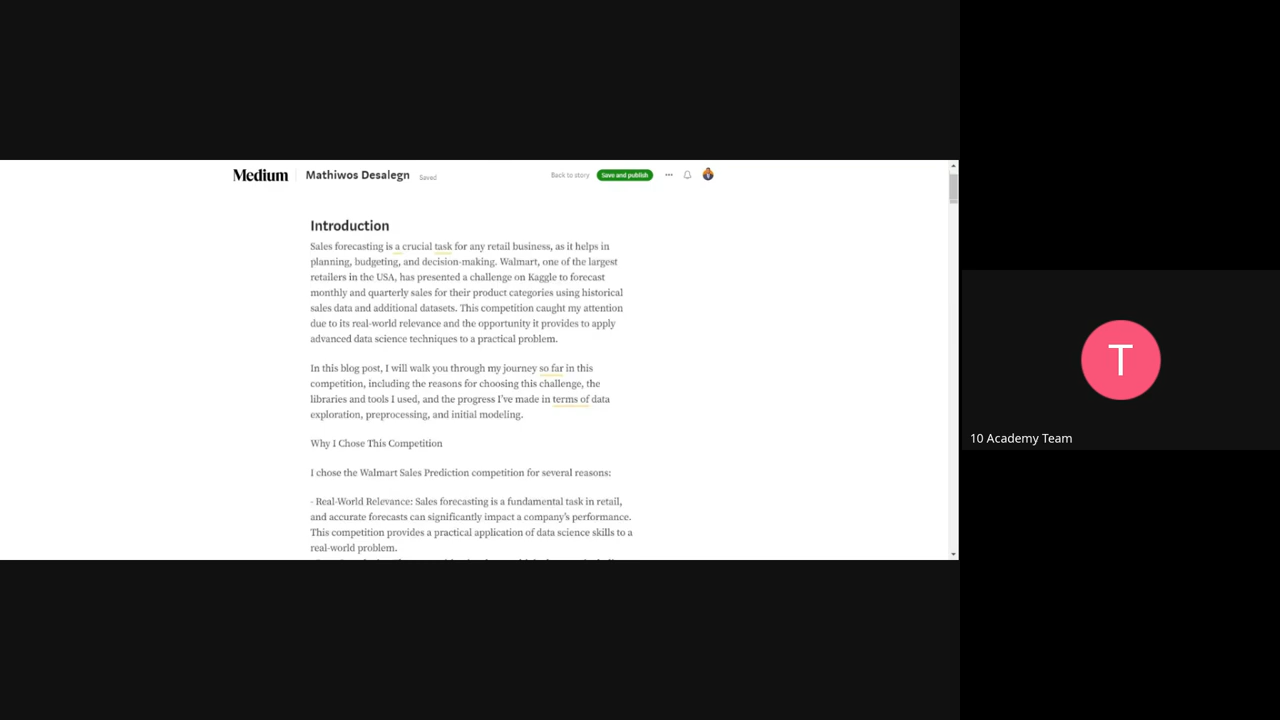 Medium
Mathiwos Desalegn
Saved
Back to story
Save and publish
Introduction
Sales forecasting is a crucial task for any retail business, as it helps in
planning, budgeting, and decision-making. Walmart, one of the largest
retailers in the USA, has presented a challenge on Kaggle to forecast
monthly and quarterly sales for their product categories using historical
sales data and additional datasets. This competition caught my attention
due to its real-world relevance and the opportunity it provides to apply
advanced data science techniques to a practical problem.
In this blog post, I will walk you through my journey so far in this
competition, including the reasons for choosing this challenge, the
libraries and tools I used, and the progress I've made in terms of data
exploration, preprocessing, and initial modeling.
Why I Chose This Competition
I chose the Walmart Sales Prediction competition for several reasons:
- Real-World Relevance: Sales forecasting is a fundamental task in retail,
and accurate forecasts can significantly impact a company's performance.
This competition provides a practical application of data science skills to a
real-world problem.
T
10 Academy Team